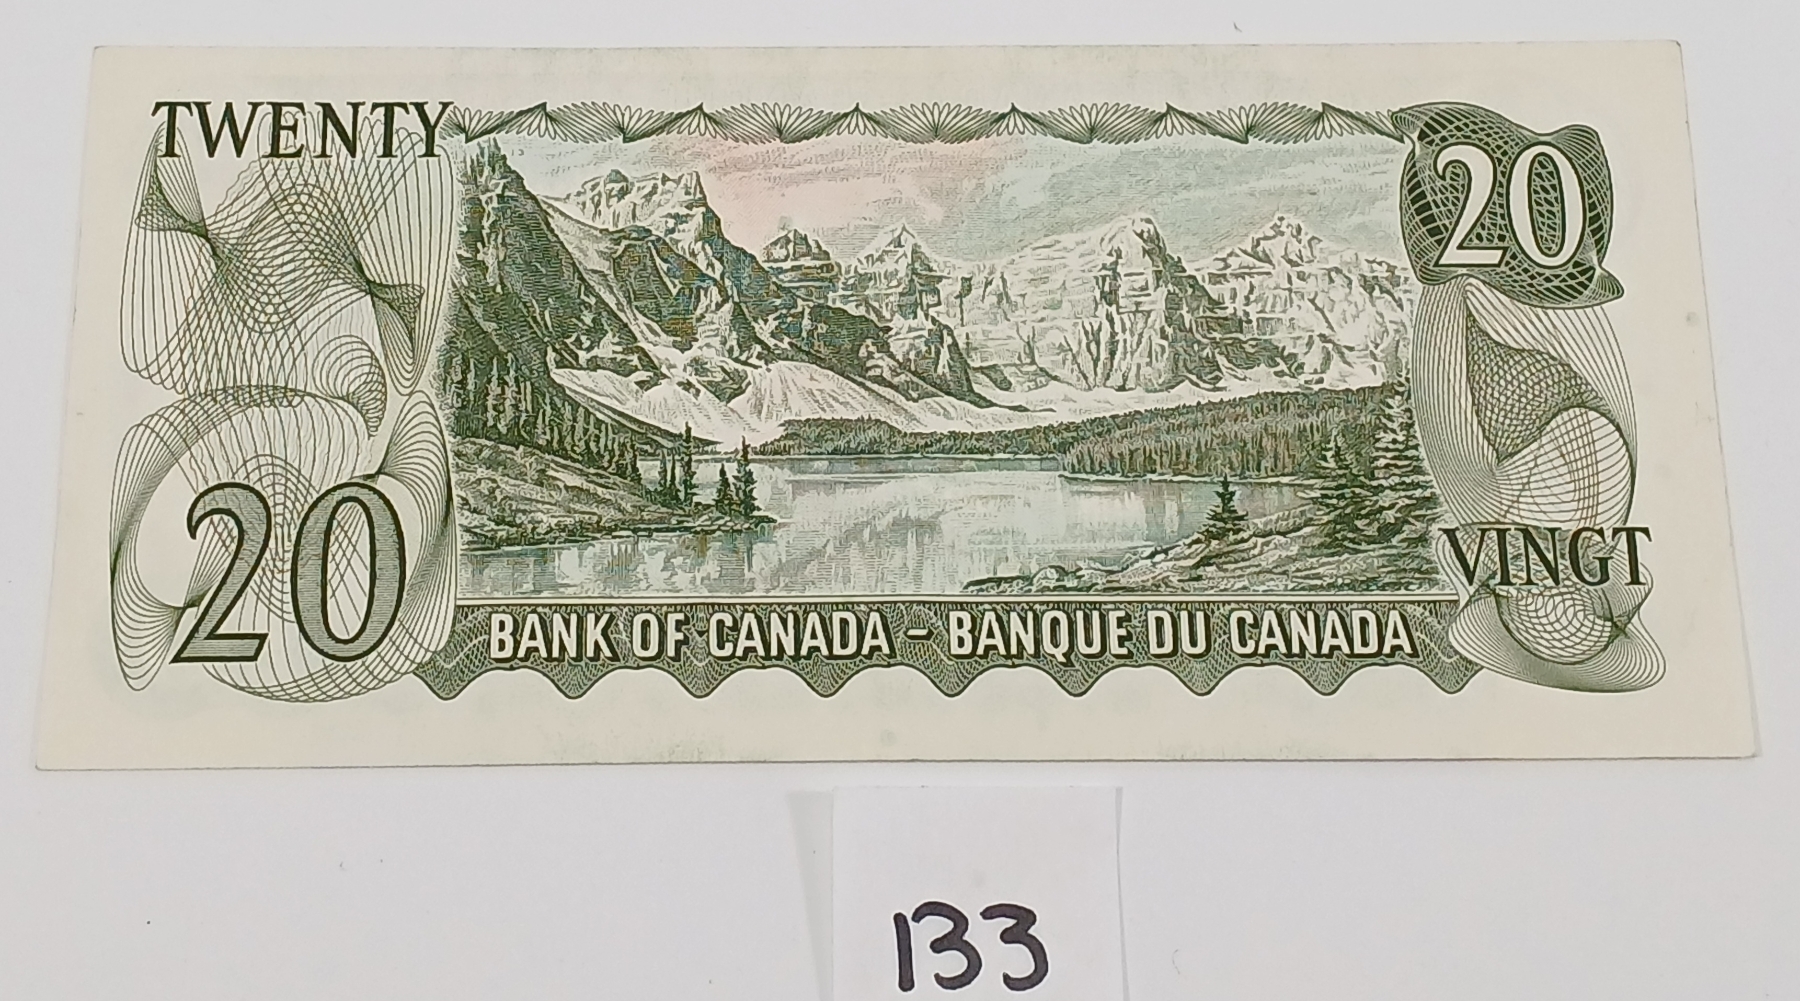 TWENTY
20
20
VINGT
BANK OF CANADA - BANQUE DU CANADA
133